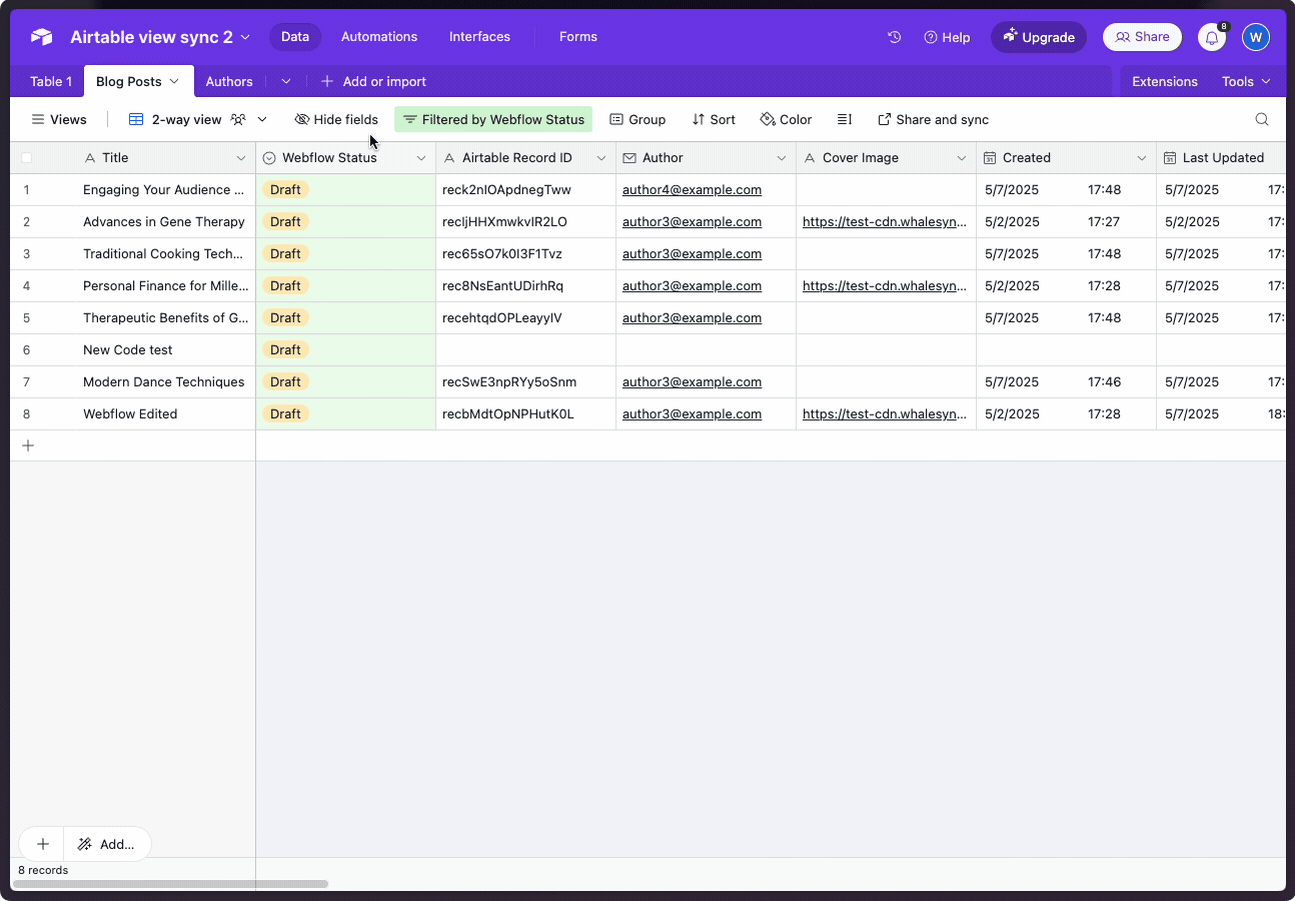 Airtable view sync 2 Data Automations Interfaces Forms Help Upgrade Share 8 W
Table 1 Blog Posts Authors Add or import Extensions Tools
Views 2-way view Hide fields Filtered by Webflow Status Group Sort Color Share and sync
Title Webflow Status Airtable Record ID Author Cover Image Created Last Updated
1 Engaging Your Audience ... Draft reck2nIOApdnegTww author4@example.com 5/7/2025 17:48 5/7/2025 17:
2 Advances in Gene Therapy Draft recIjHHXmwkvIR2LO author3@example.com https://test-cdn.whalesyn... 5/2/2025 17:27 5/2/2025 17:
3 Traditional Cooking Tech... Draft rec65sO7k0I3F1Tvz author3@example.com 5/7/2025 17:48 5/7/2025 17:
4 Personal Finance for Mille... Draft rec8NsEantUDirhRq author3@example.com https://test-cdn.whalesyn... 5/2/2025 17:28 5/7/2025 17:
5 Therapeutic Benefits of G... Draft recehtqdOPLeayyIV author3@example.com 5/7/2025 17:48 5/7/2025 17:
6 New Code test Draft
7 Modern Dance Techniques Draft recSwE3npRYy5oSnm author3@example.com 5/7/2025 17:46 5/7/2025 17:
8 Webflow Edited Draft recbMdtOpNPHutK0L author3@example.com https://test-cdn.whalesyn... 5/2/2025 17:28 5/7/2025 18:
Add...
8 records